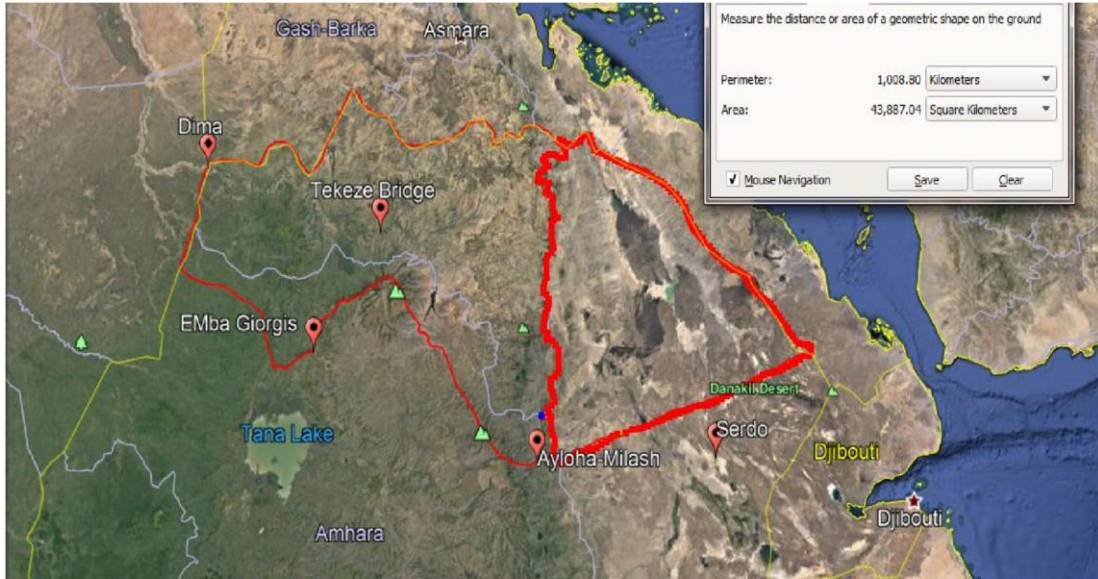 Measure the distance or area of a geometric shape on the ground
Gash-Barka
Asmara
Perimeter: 1,008.80 Kilometers
Area: 43,887.04 Square Kilometers
Dima
Mouse Navigation Save Clear
Tekeze Bridge
EMba Giorgis
Danakil Desert
Serdo
Tana Lake
Ayloha-Milash
Djibouti
Djibouti
Amhara